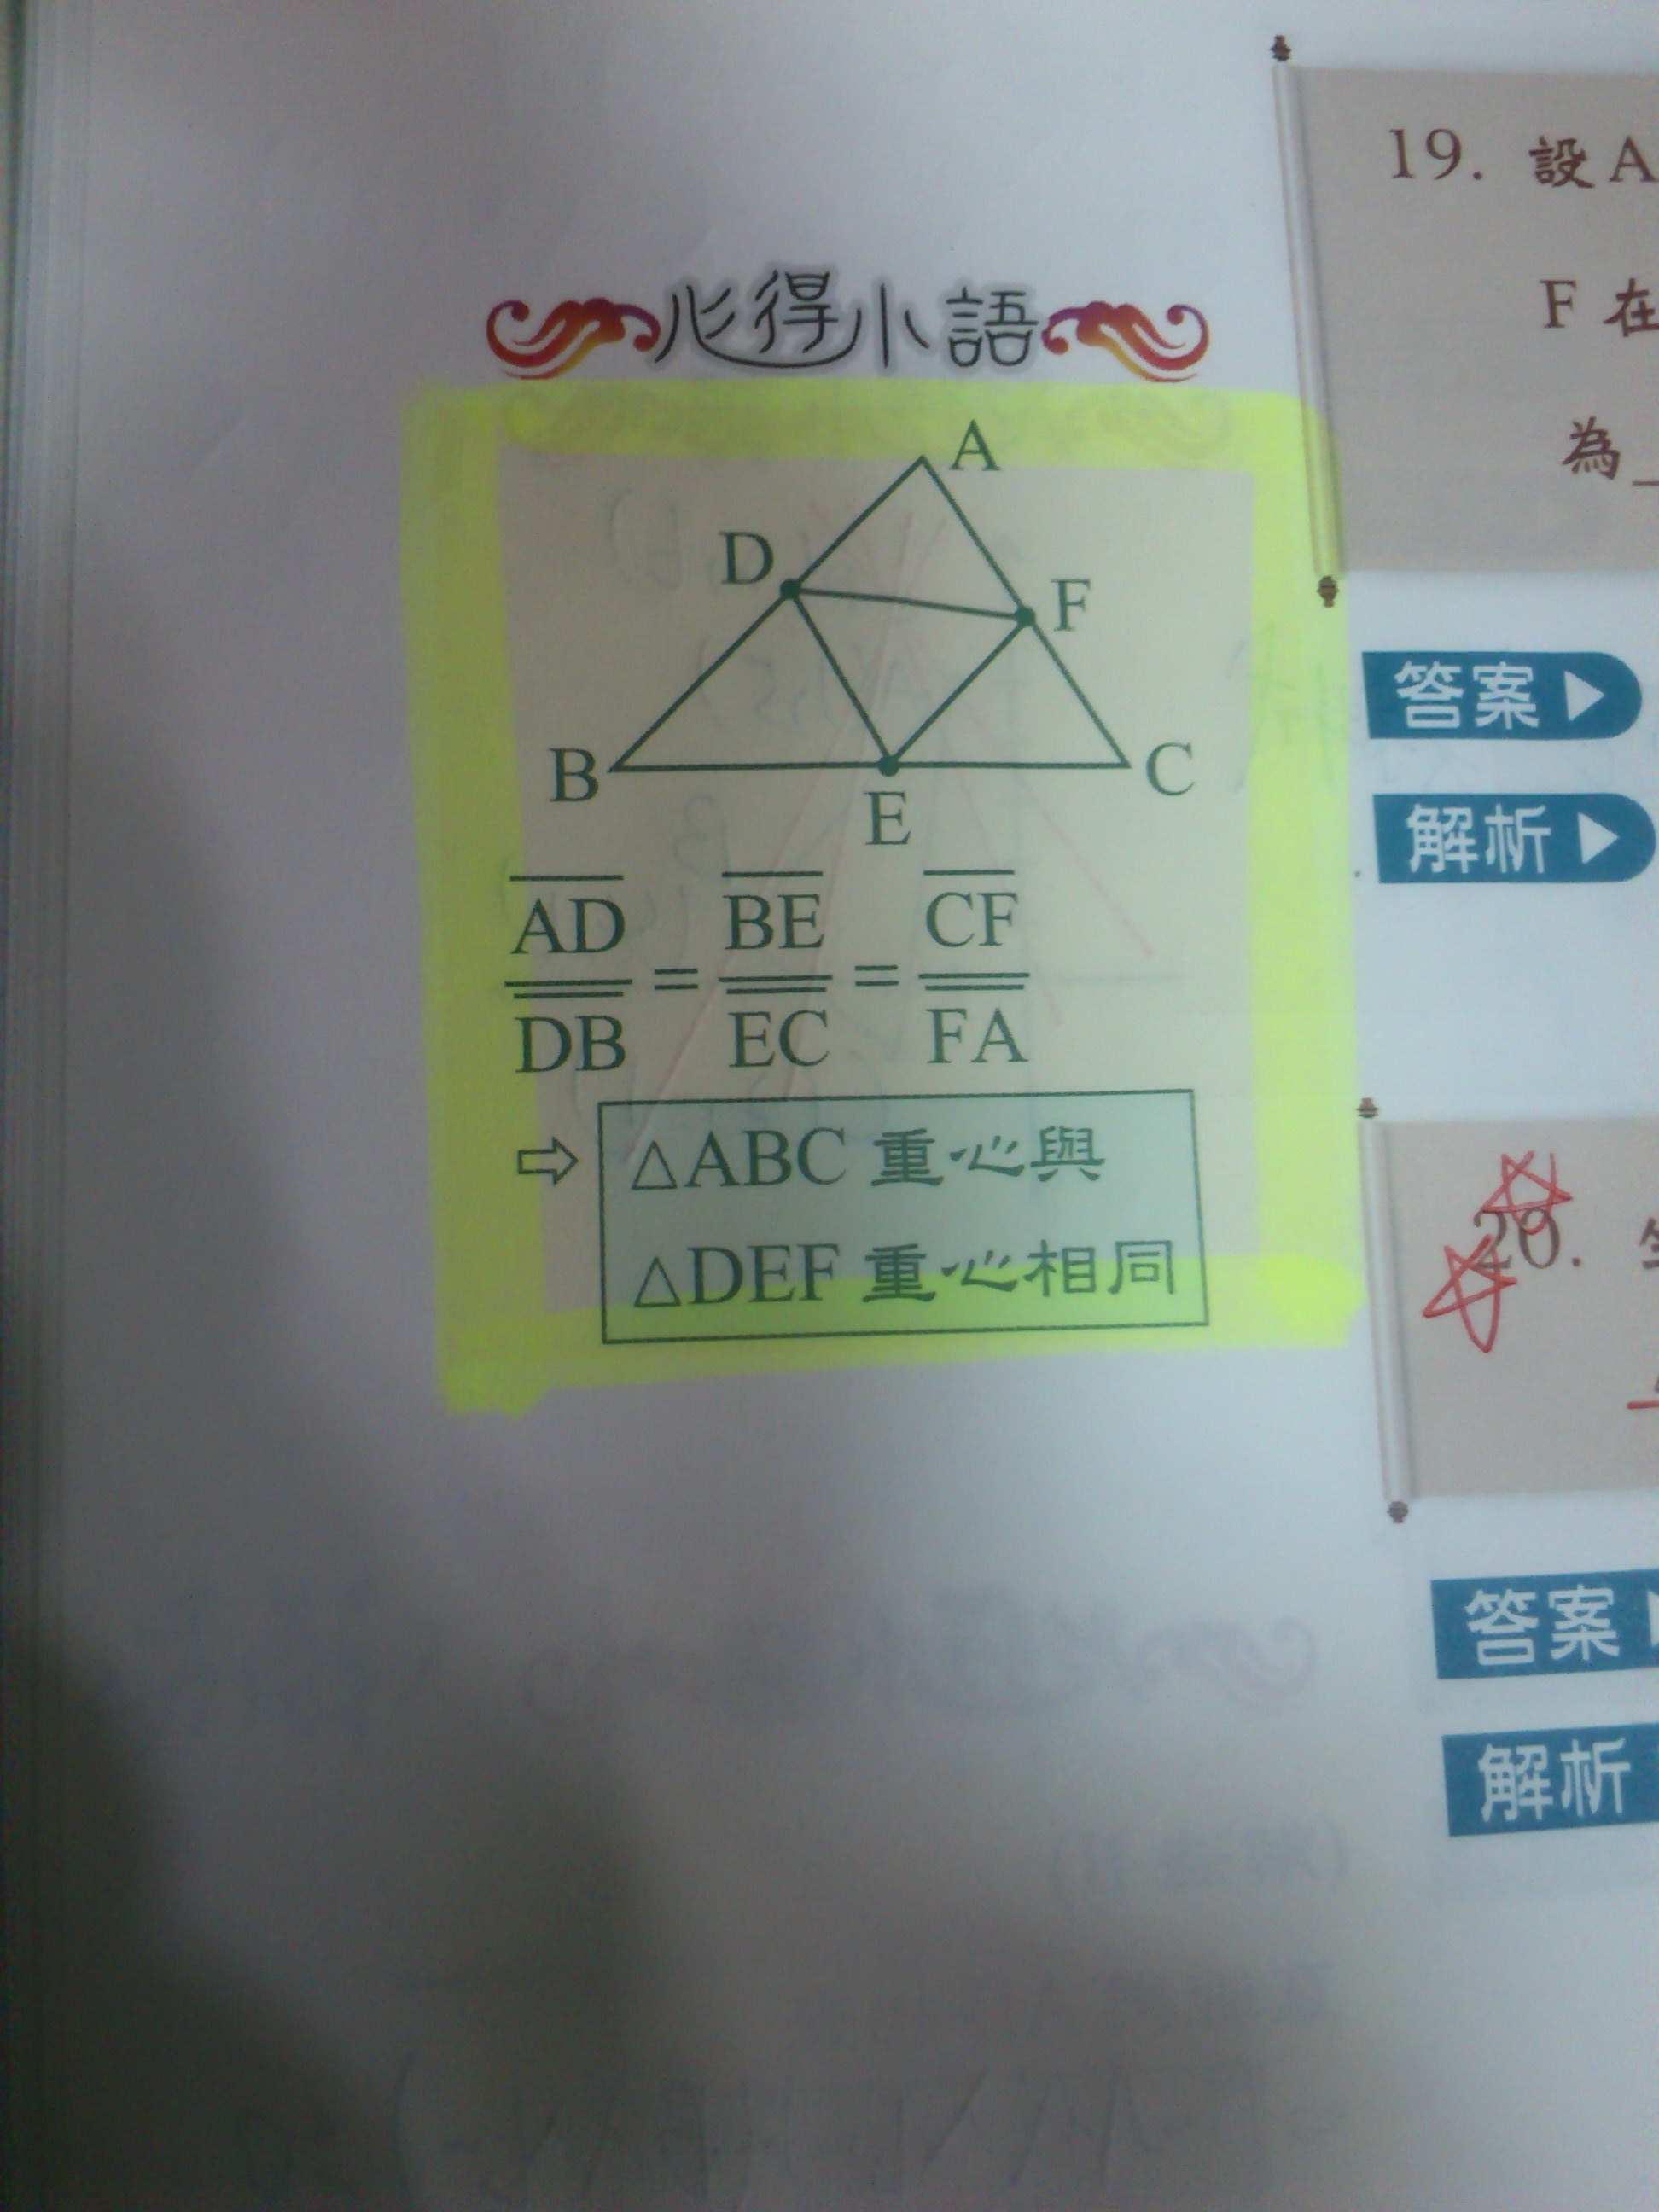 心得小語
A
D
F
B
C
E
AD/DB = BE/EC = CF/FA
⇨ △ABC 重心與
△DEF 重心相同
19. 設 A
F 在
為
答案
解析
20.
答案
解析